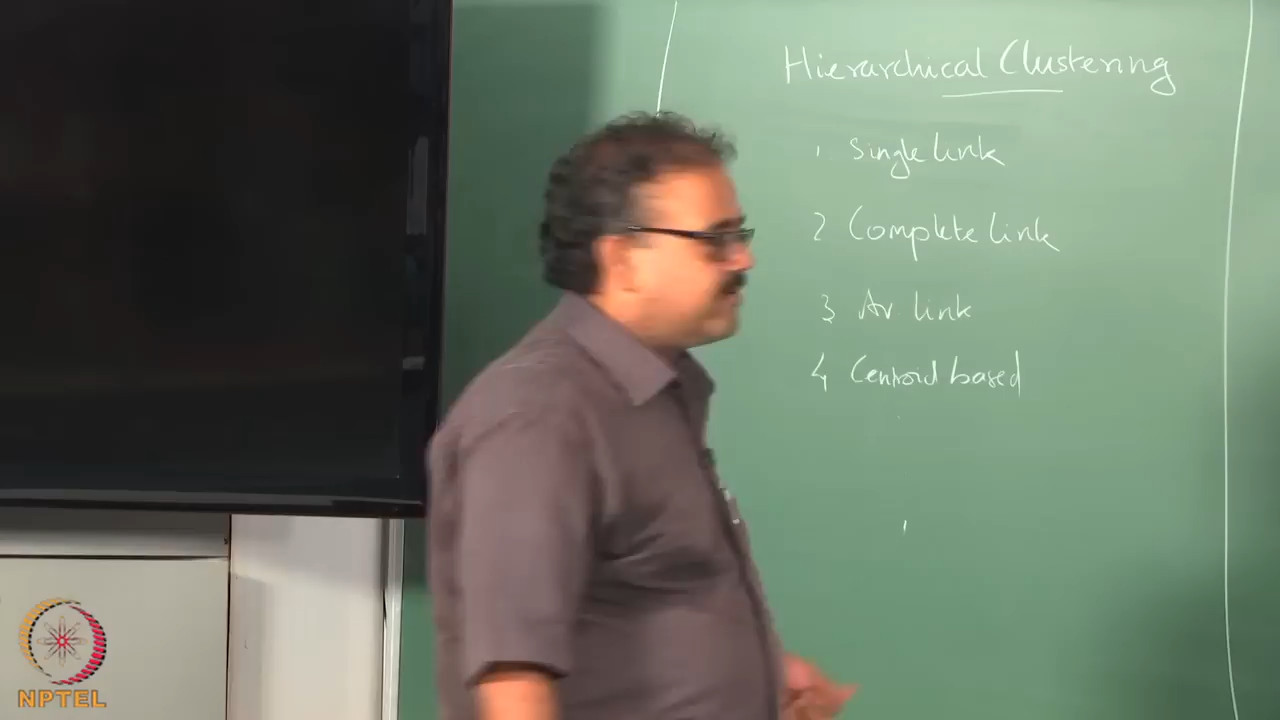 Hierarchical Clustering
1. Single link
2 Complete link
3 Av. link
4 Centroid based
NPTEL